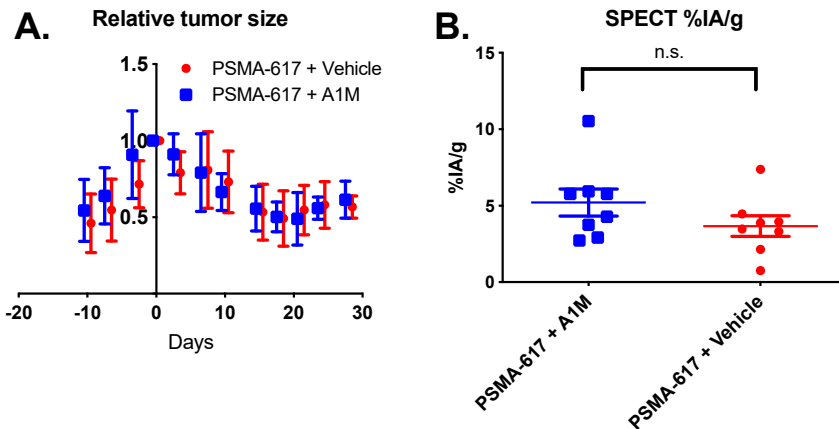 A.
Relative tumor size
PSMA-617 + Vehicle
PSMA-617 + A1M
1.5
1.0
0.5
-20
-10
0
10
20
30
Days
B.
SPECT %IA/g
n.s.
15
10
5
0
%IA/g
PSMA-617 + A1M
PSMA-617 + Vehicle